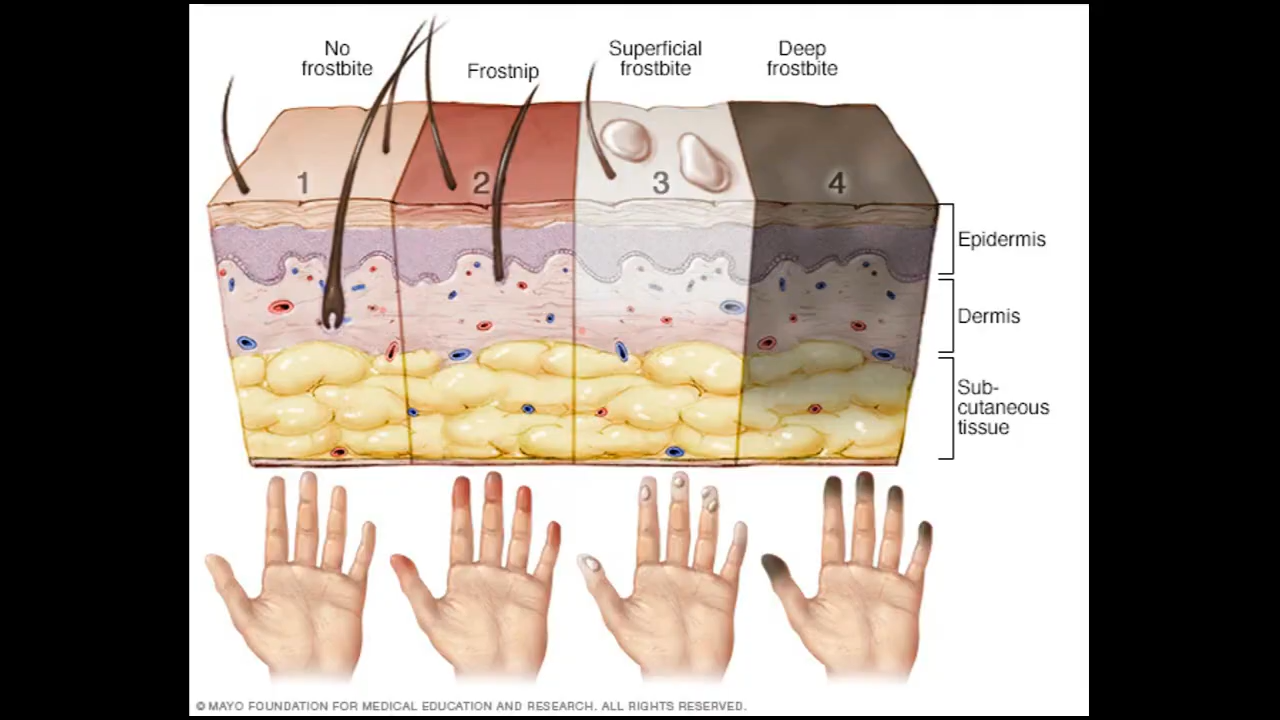 No
frostbite
Frostnip
Superficial
frostbite
Deep
frostbite
1
2
3
4
Epidermis
Dermis
Sub-
cutaneous
tissue
© MAYO FOUNDATION FOR MEDICAL EDUCATION AND RESEARCH. ALL RIGHTS RESERVED.